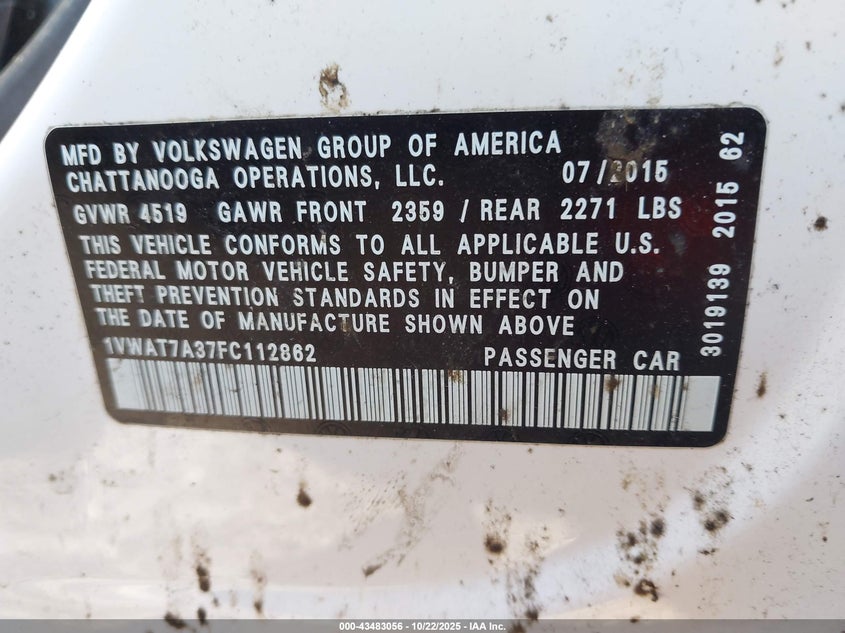 MFD BY VOLKSWAGEN GROUP OF AMERICA
CHATTANOOGA OPERATIONS, LLC. 07/2015
GVWR 4519 GAWR FRONT 2359 / REAR 2271 LBS
THIS VEHICLE CONFORMS TO ALL APPLICABLE U.S.
FEDERAL MOTOR VEHICLE SAFETY, BUMPER AND
THEFT PREVENTION STANDARDS IN EFFECT ON
THE DATE OF MANUFACTURE SHOWN ABOVE
1VWAT7A37FC112862 PASSENGER CAR
3019139 2015 62
000-43483056 - 10/22/2025 - IAA Inc.